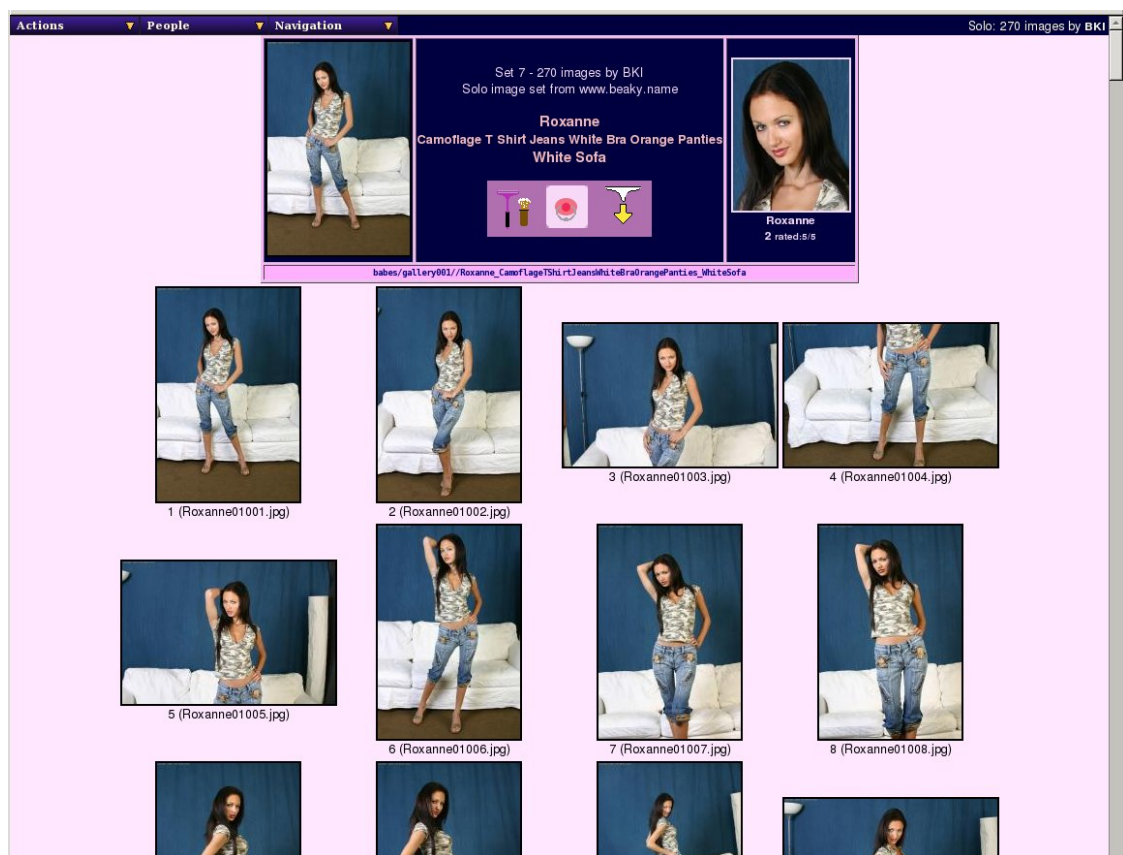 Actions People Navigation Solo: 270 images by BKI
Set 7 - 270 images by BKI
Solo image set from www.beaky.name
Roxanne
Camoflage T Shirt Jeans White Bra Orange Panties
White Sofa
Roxanne
2 rated:5/5
babes/gallery001//Roxanne_CamoflageTShirtJeansWhiteBraOrangePanties_WhiteSofa
1 (Roxanne01001.jpg)
2 (Roxanne01002.jpg)
3 (Roxanne01003.jpg)
4 (Roxanne01004.jpg)
5 (Roxanne01005.jpg)
6 (Roxanne01006.jpg)
7 (Roxanne01007.jpg)
8 (Roxanne01008.jpg)